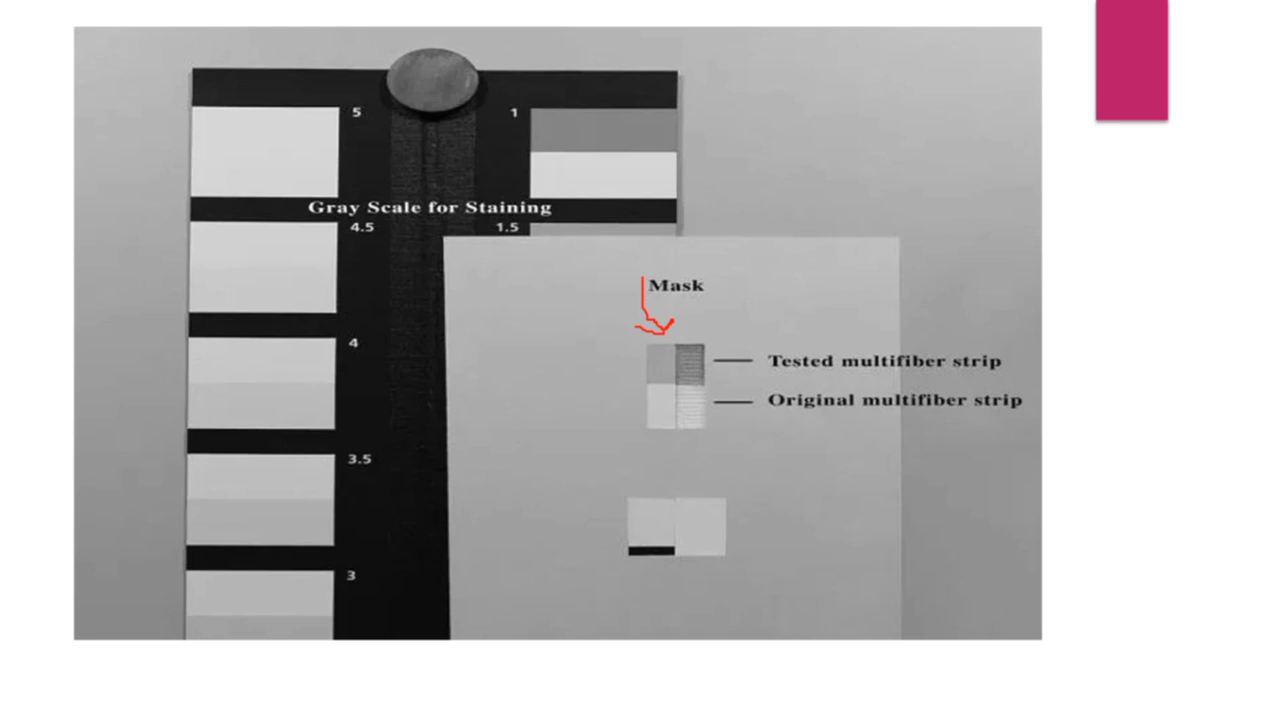 5
1
Gray Scale for Staining
4.5
1.5
Mask
4
Tested multifiber strip
Original multifiber strip
3.5
3